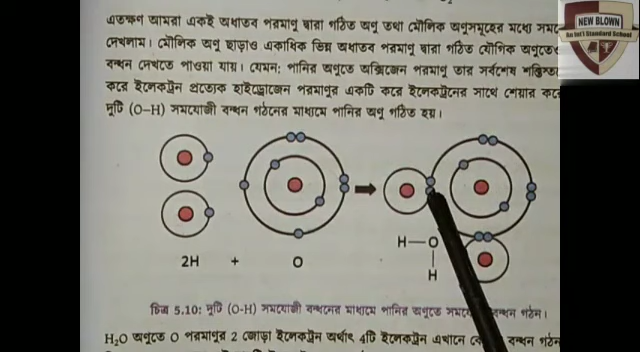 এতক্ষণ আমরা একই অধাতব পরমাণু দ্বারা গঠিত অণু তথা মৌলিক অণুসমূহের মধ্যে
দেখলাম। মৌলিক অণু ছাড়াও একাধিক ভিন্ন অধাতব পরমাণু দ্বারা গঠিত যৌগিক অণুতেও
বন্ধন দেখতে পাওয়া যায়। যেমন: পানির অণুতে অক্সিজেন পরমাণু তার সর্বশেষ
করে ইলেকট্রন প্রত্যেক হাইড্রোজেন পরমাণুর একটি করে ইলেকট্রনের সাথে শেয়ার করে
দুটি (O–H) সমযোজী বন্ধন গঠনের মাধ্যমে পানির অণু গঠিত হয়।
H—O
H
2H + O
চিত্র 5.10: দুটি (O-H) সমযোজী বন্ধনের মাধ্যমে পানির অণুতে বন্ধন গঠন।
H₂O অণুতে O পরমাণুর 2 জোড়া ইলেকট্রন অর্থাৎ 4টি ইলেকট্রন এখানে বন্ধন
NEW BLOWN
An Int'l Standard School